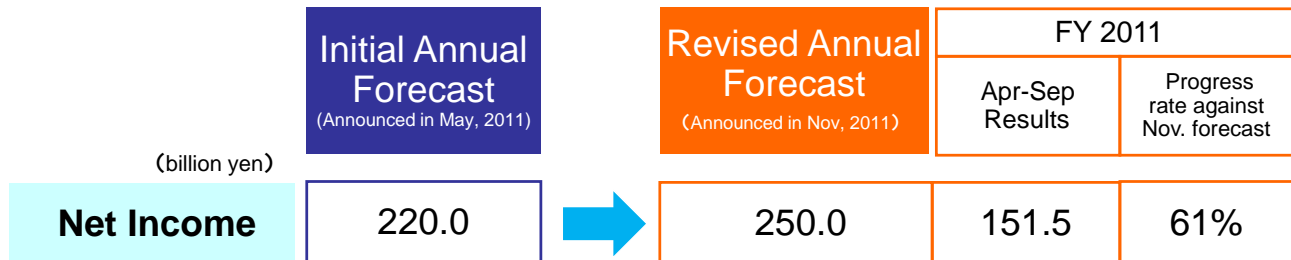 Initial Annual
Forecast
(Announced in May, 2011)
Revised Annual
Forecast
（Announced in Nov, 2011）
FY 2011
Apr-Sep
Results
Progress
rate against
Nov. forecast
（billion yen）
Net Income
220.0
250.0
151.5
61%